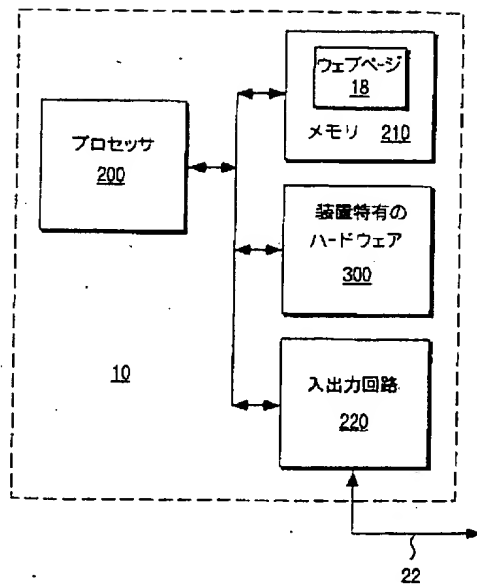 プロセッサ
200
ウェブページ
18
メモリ 210
装置特有の
ハードウェア
300
10
入出力回路
220
22